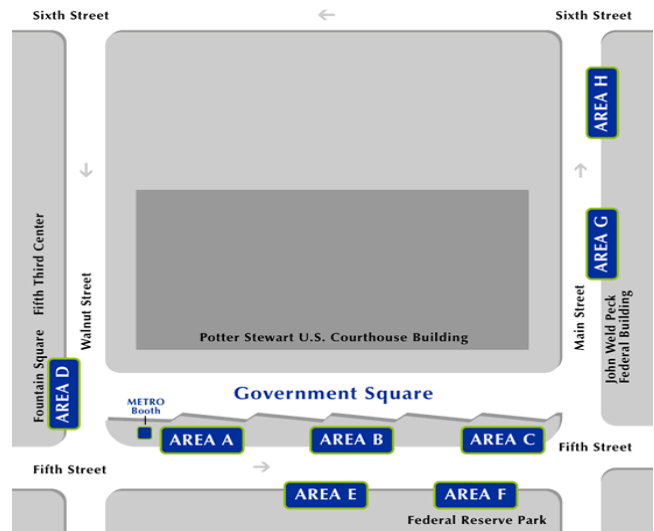 Sixth Street
Sixth Street
AREA H
AREA G
Fountain Square Fifth Third Center
Walnut Street
Main Street
John Weld Peck
Federal Building
Potter Stewart U.S. Courthouse Building
AREA D
Government Square
METRO
Booth
AREA A
AREA B
AREA C
Fifth Street
Fifth Street
AREA E
AREA F
Federal Reserve Park